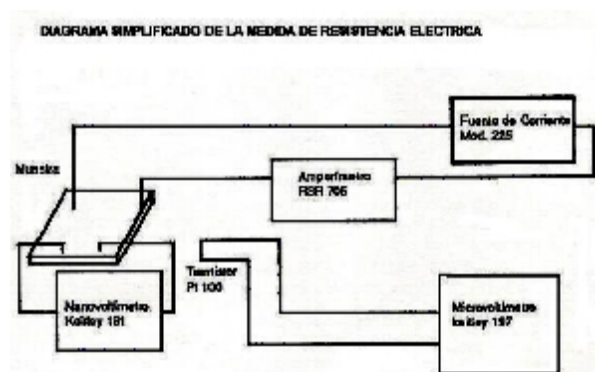 DIAGRAMA SIMPLIFICADO DE LA MEDIDA DE RESISTENCIA ELECTRICA
Fuente de Corriente
Mod. 225
Muestra
Amperímetro
RSR 706
Termistor
Pt 100
Nanovoltímetro
Keitley 181
Microvoltímetro
keitley 197